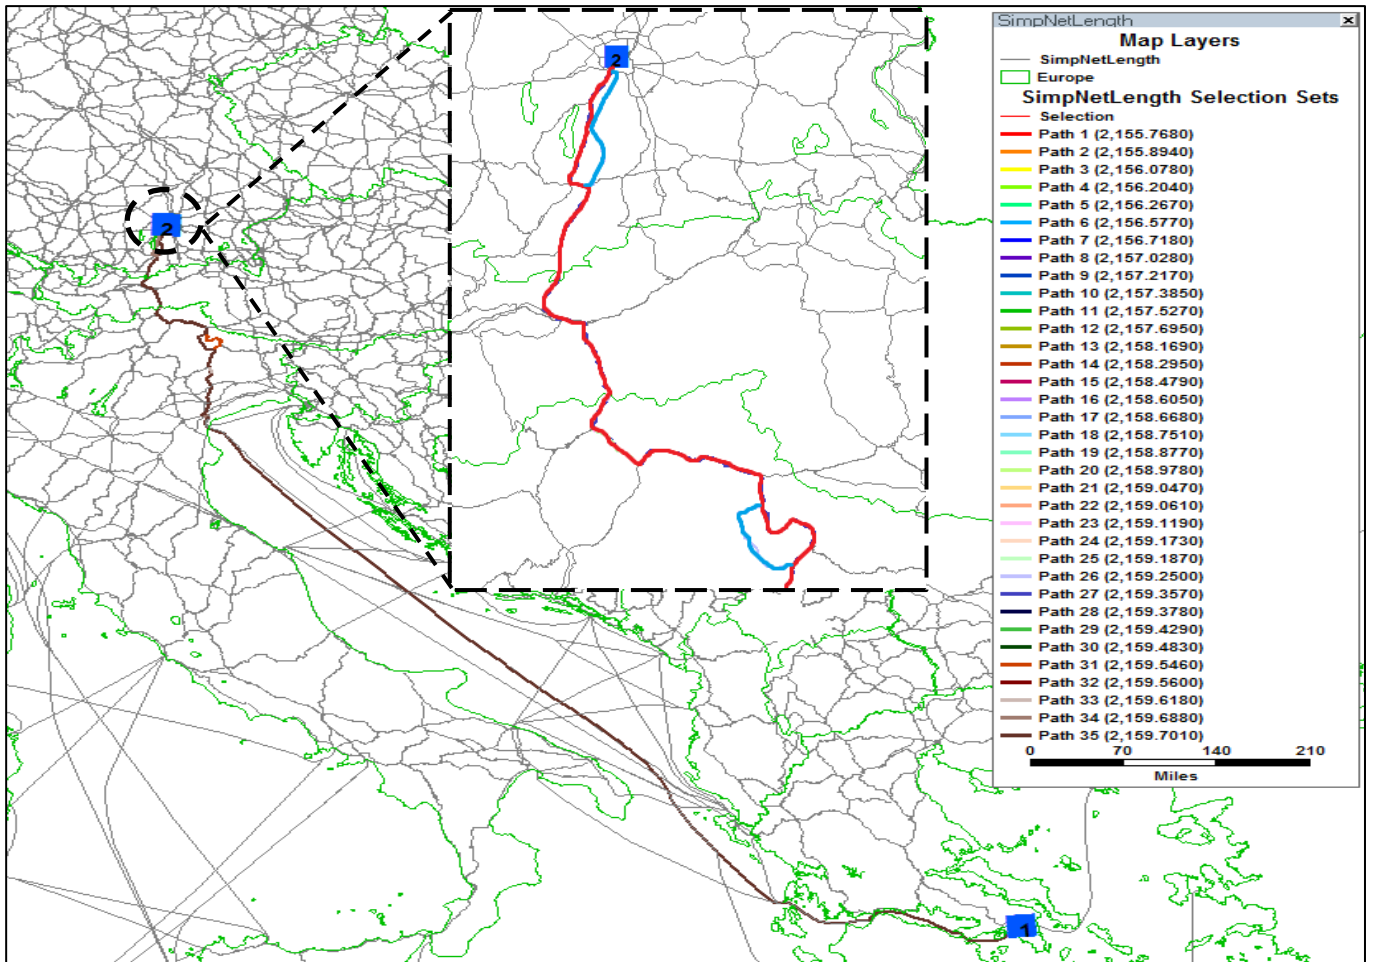 SimpNetLength
Map Layers
SimpNetLength
Europe
SimpNetLength Selection Sets
Selection
Path 1 (2,155.7680)
Path 2 (2,155.8940)
Path 3 (2,156.0780)
Path 4 (2,156.2040)
Path 5 (2,156.2670)
Path 6 (2,156.5770)
Path 7 (2,156.7180)
Path 8 (2,157.0280)
Path 9 (2,157.2170)
Path 10 (2,157.3850)
Path 11 (2,157.5270)
Path 12 (2,157.6950)
Path 13 (2,158.1690)
Path 14 (2,158.2950)
Path 15 (2,158.4790)
Path 16 (2,158.6050)
Path 17 (2,158.6680)
Path 18 (2,158.7510)
Path 19 (2,158.8770)
Path 20 (2,158.9780)
Path 21 (2,159.0470)
Path 22 (2,159.0610)
Path 23 (2,159.1190)
Path 24 (2,159.1730)
Path 25 (2,159.1870)
Path 26 (2,159.2500)
Path 27 (2,159.3570)
Path 28 (2,159.3780)
Path 29 (2,159.4290)
Path 30 (2,159.4830)
Path 31 (2,159.5460)
Path 32 (2,159.5600)
Path 33 (2,159.6180)
Path 34 (2,159.6880)
Path 35 (2,159.7010)
0 70 140 210
Miles
2
2
1